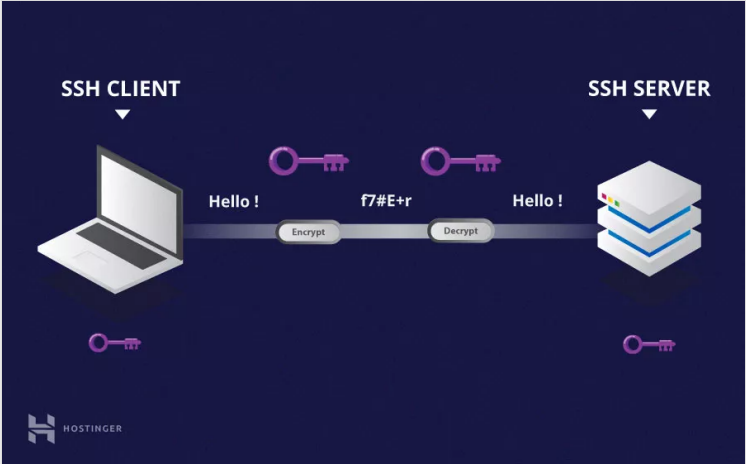 SSH CLIENT
SSH SERVER
Hello !
f7#E+r
Hello !
Encrypt
Decrypt
HOSTINGER